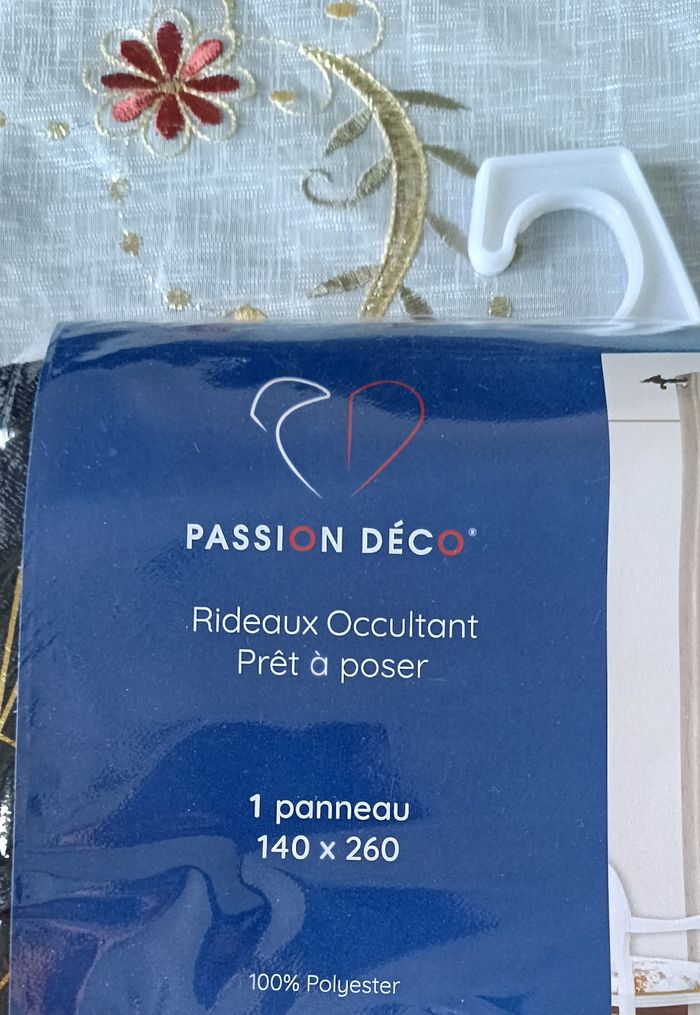 PASSION DÉCO®
Rideaux Occultant
Prêt à poser
1 panneau
140 x 260
100% Polyester